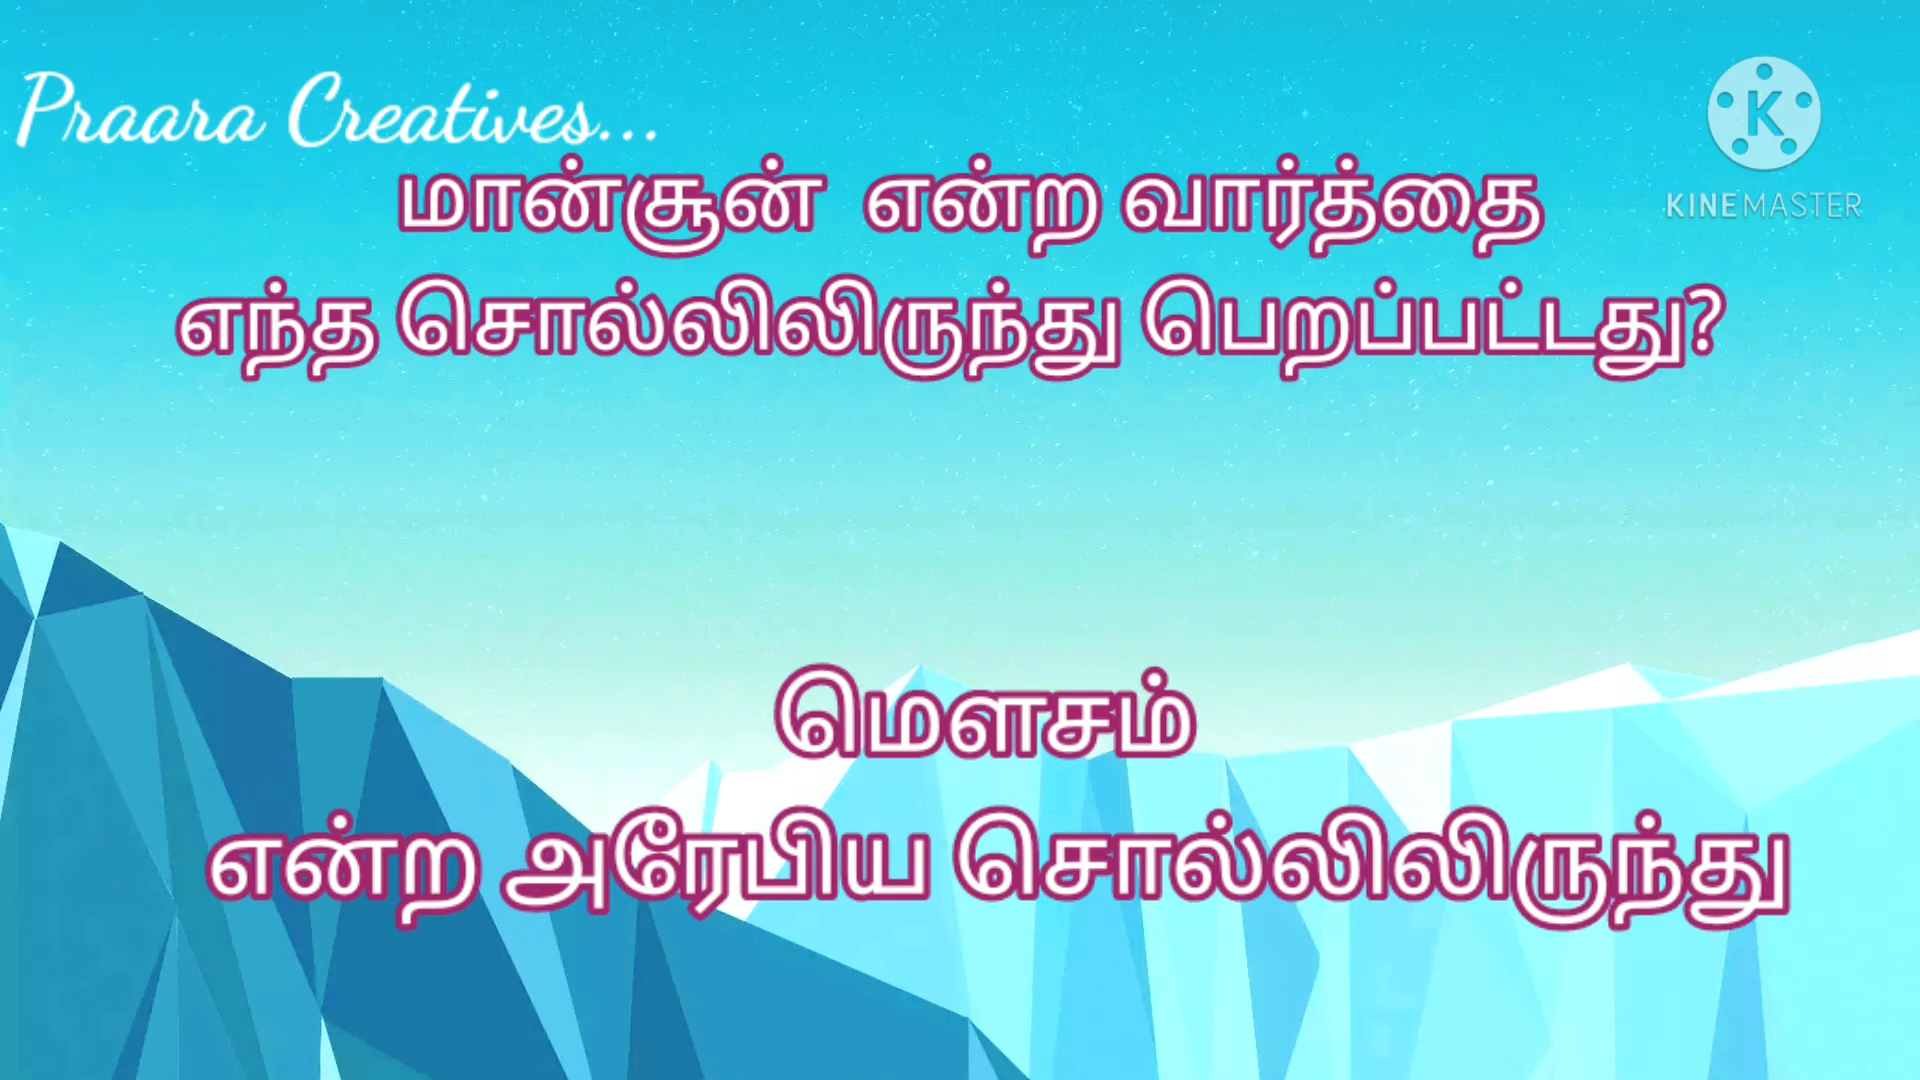 Praara Creatives...
KINEMASTER
மான்சூன் என்ற வார்த்தை
எந்த சொல்லிலிருந்து பெறப்பட்டது?
மௌசம்
என்ற அரேபிய சொல்லிலிருந்து